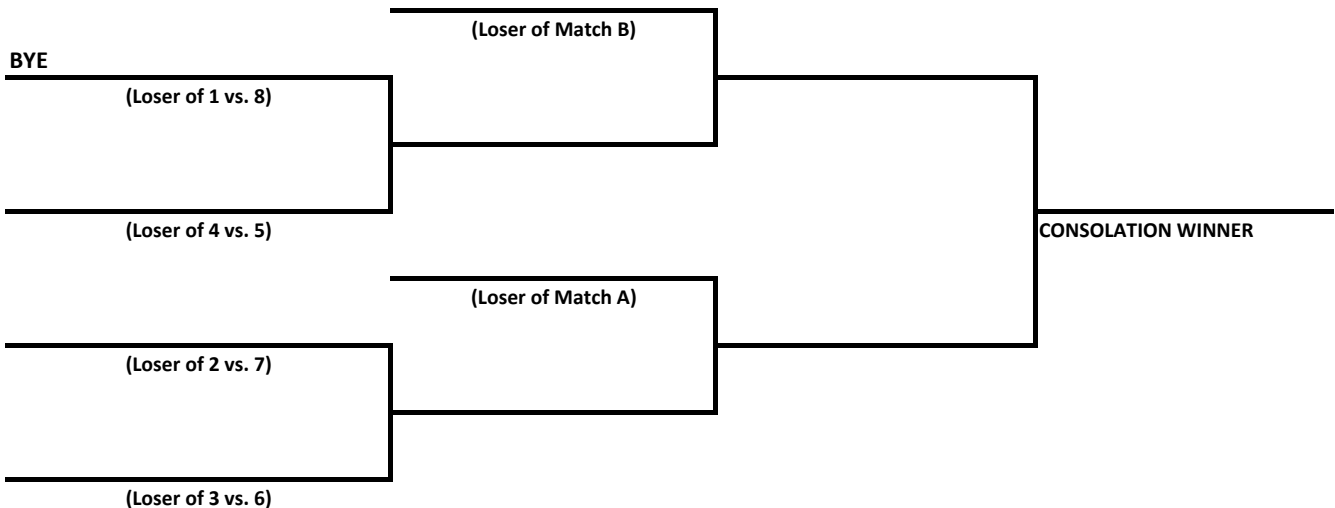 (Loser of Match B)
BYE
(Loser of 1 vs. 8)
(Loser of 4 vs. 5)
CONSOLATION WINNER
(Loser of Match A)
(Loser of 2 vs. 7)
(Loser of 3 vs. 6)